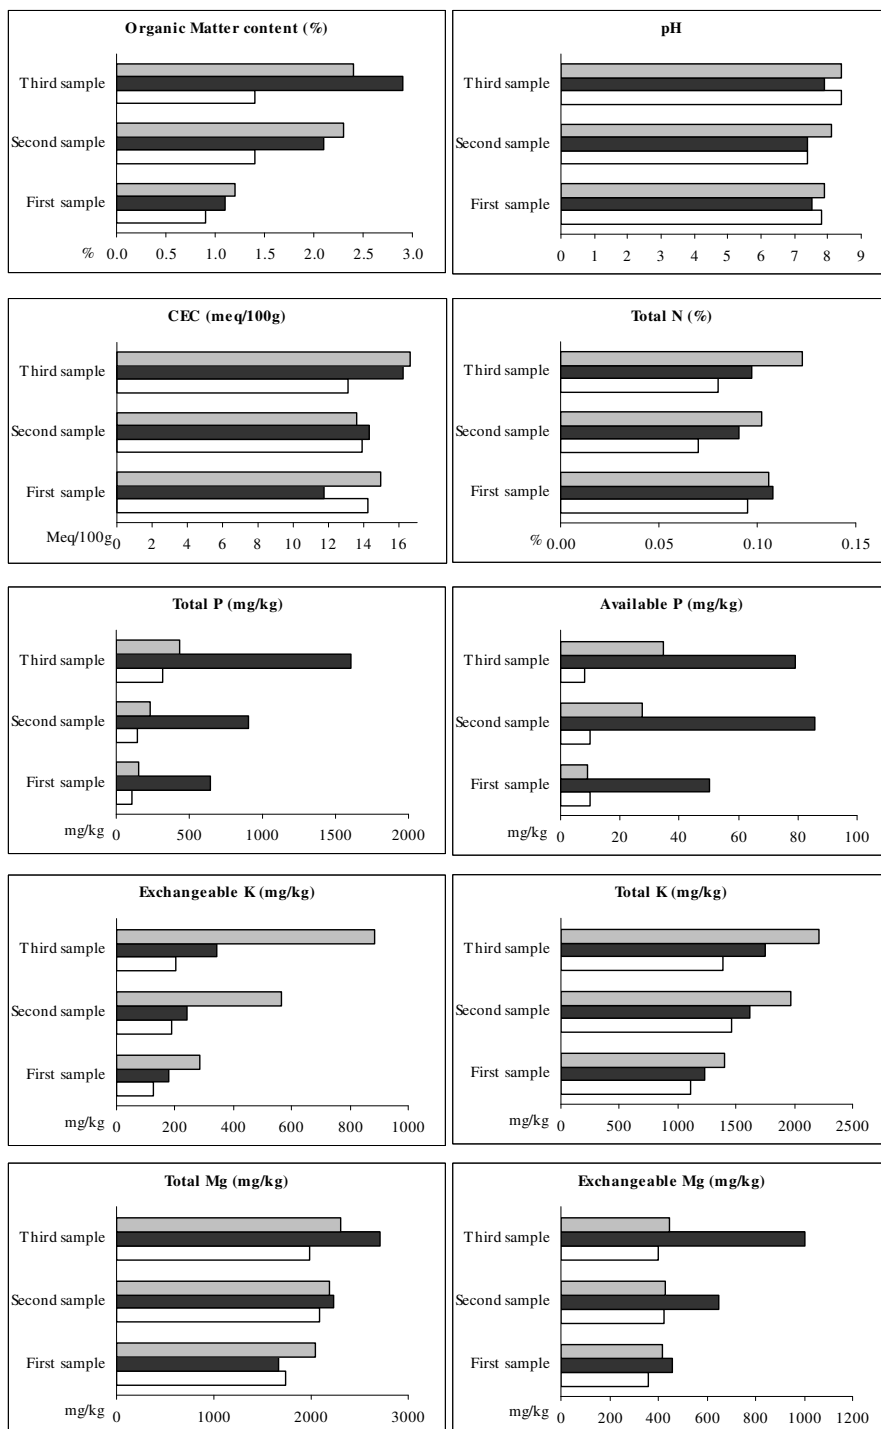 Organic Matter content (%)
Third sample
Second sample
First sample
% 0.0 0.5 1.0 1.5 2.0 2.5 3.0
pH
Third sample
Second sample
First sample
0 1 2 3 4 5 6 7 8 9
CEC (meq/100g)
Third sample
Second sample
First sample
Meq/100g 0 2 4 6 8 10 12 14 16
Total N (%)
Third sample
Second sample
First sample
% 0.00 0.05 0.10 0.15
Total P (mg/kg)
Third sample
Second sample
First sample
mg/kg 0 500 1000 1500 2000
Available P (mg/kg)
Third sample
Second sample
First sample
mg/kg 0 20 40 60 80 100
Exchangeable K (mg/kg)
Third sample
Second sample
First sample
mg/kg 0 200 400 600 800 1000
Total K (mg/kg)
Third sample
Second sample
First sample
mg/kg 0 500 1000 1500 2000 2500
Total Mg (mg/kg)
Third sample
Second sample
First sample
mg/kg 0 1000 2000 3000
Exchangeable Mg (mg/kg)
Third sample
Second sample
First sample
mg/kg 0 200 400 600 800 1000 1200